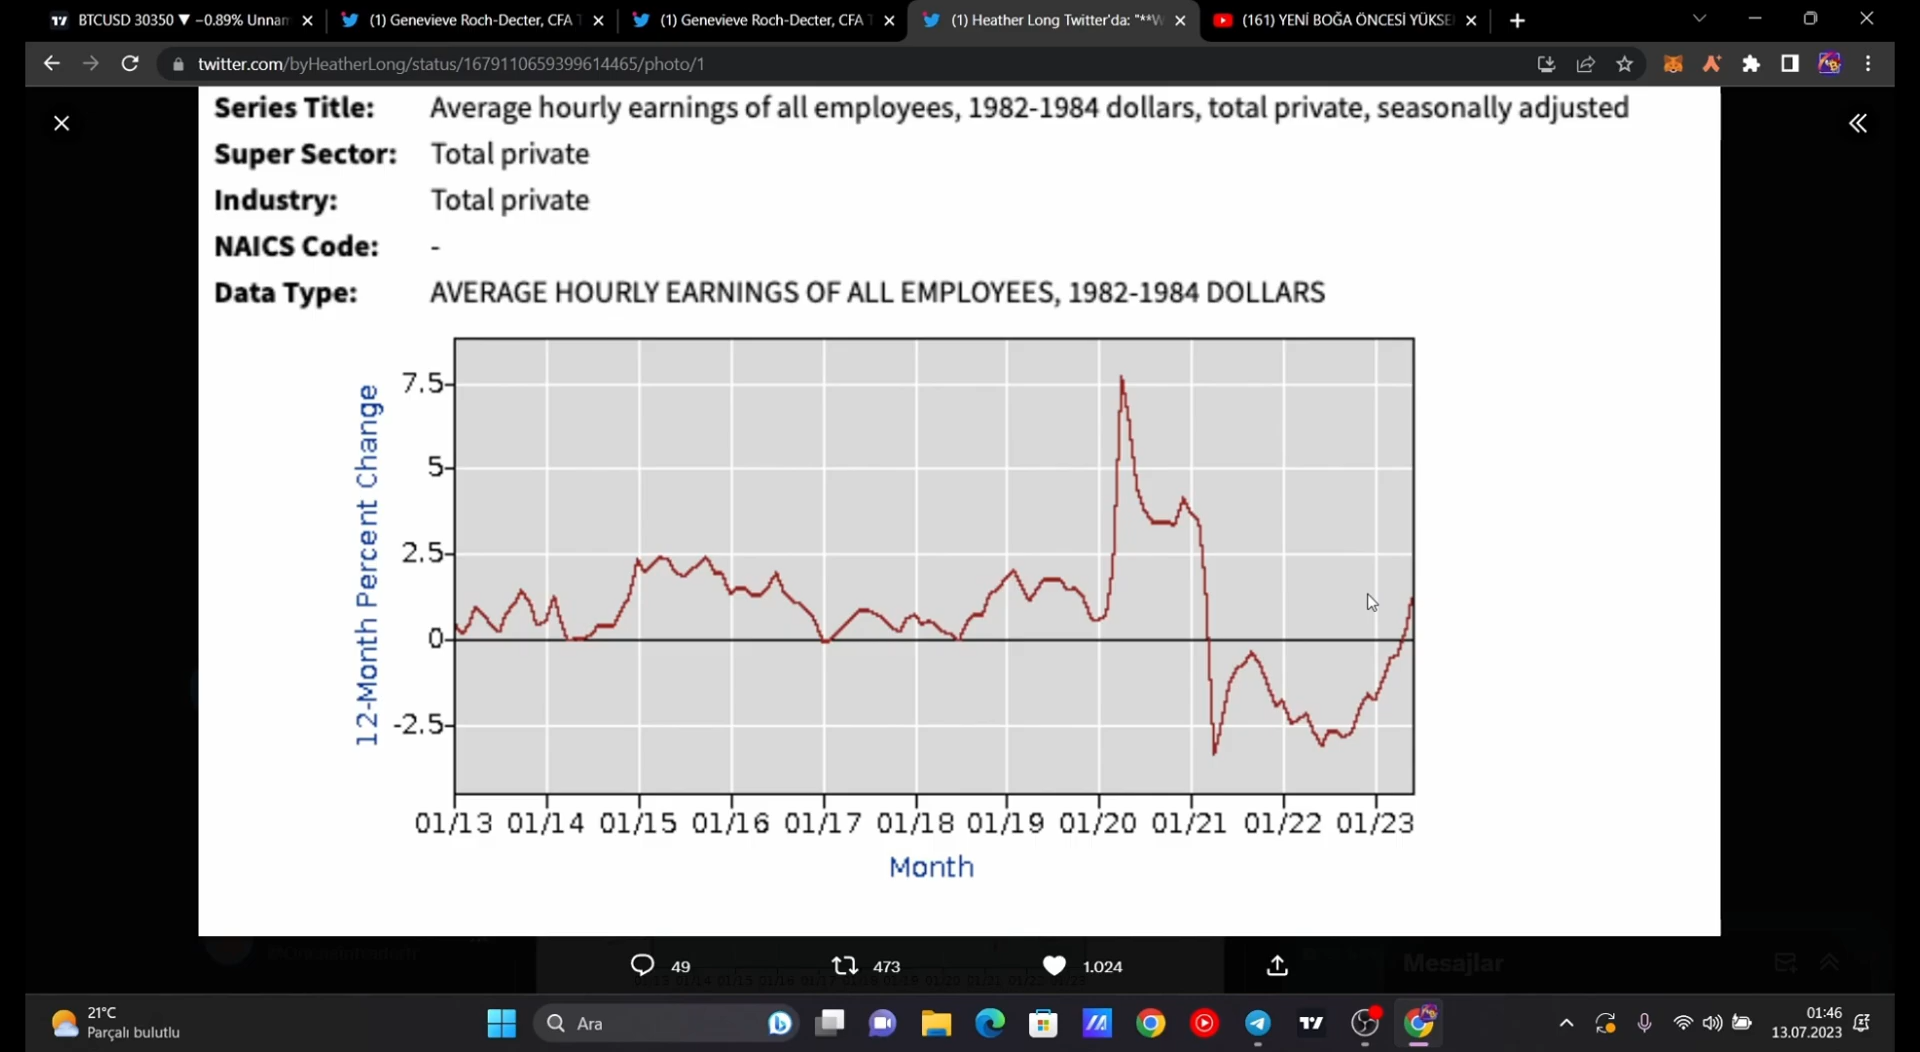 BTCUSD 30350 ▼ −0.89% Unnam
(1) Genevieve Roch-Decter, CFA T
(1) Genevieve Roch-Decter, CFA T
(1) Heather Long Twitter'da: "**W
(161) YENİ BOĞA ÖNCESİ YÜKSE
twitter.com/byHeatherLong/status/1679110659399614465/photo/1
Series Title: Average hourly earnings of all employees, 1982-1984 dollars, total private, seasonally adjusted
Super Sector: Total private
Industry: Total private
NAICS Code: -
Data Type: AVERAGE HOURLY EARNINGS OF ALL EMPLOYEES, 1982-1984 DOLLARS
12-Month Percent Change
7.5
5
2.5
0
-2.5
01/13 01/14 01/15 01/16 01/17 01/18 01/19 01/20 01/21 01/22 01/23
Month
49 473 1.024
Mesajlar
21°C
Parçalı bulutlu
Ara
01:46
13.07.2023